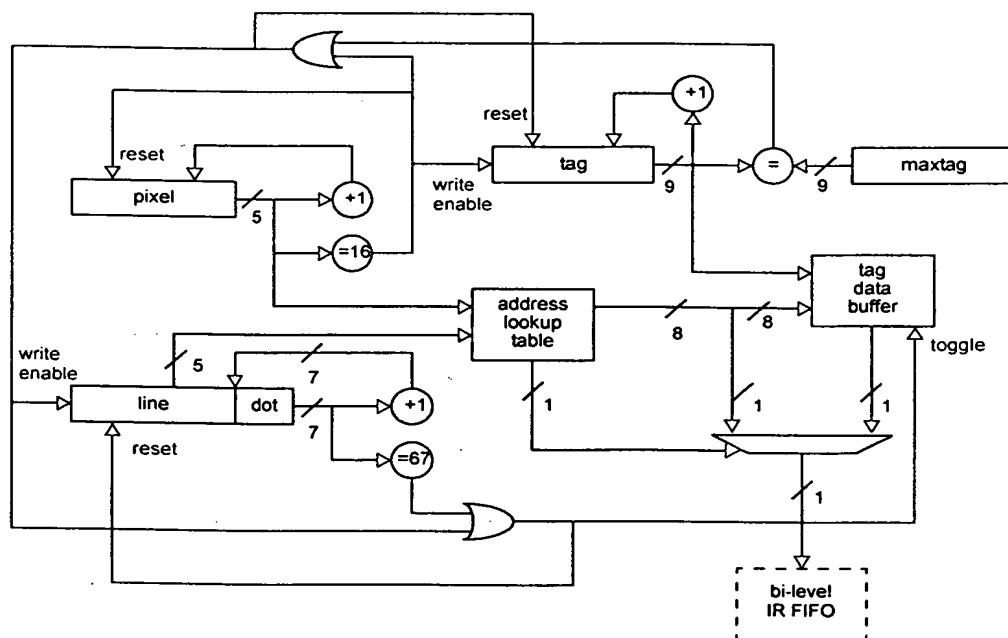 reset
+1
tag
9
=
9
maxtag
write
enable
reset
pixel
5
+1
=16
address
lookup
table
8
8
tag
data
buffer
toggle
write
enable
5
7
line
dot
7
+1
1
1
1
reset
=67
1
bi-level
IR FIFO